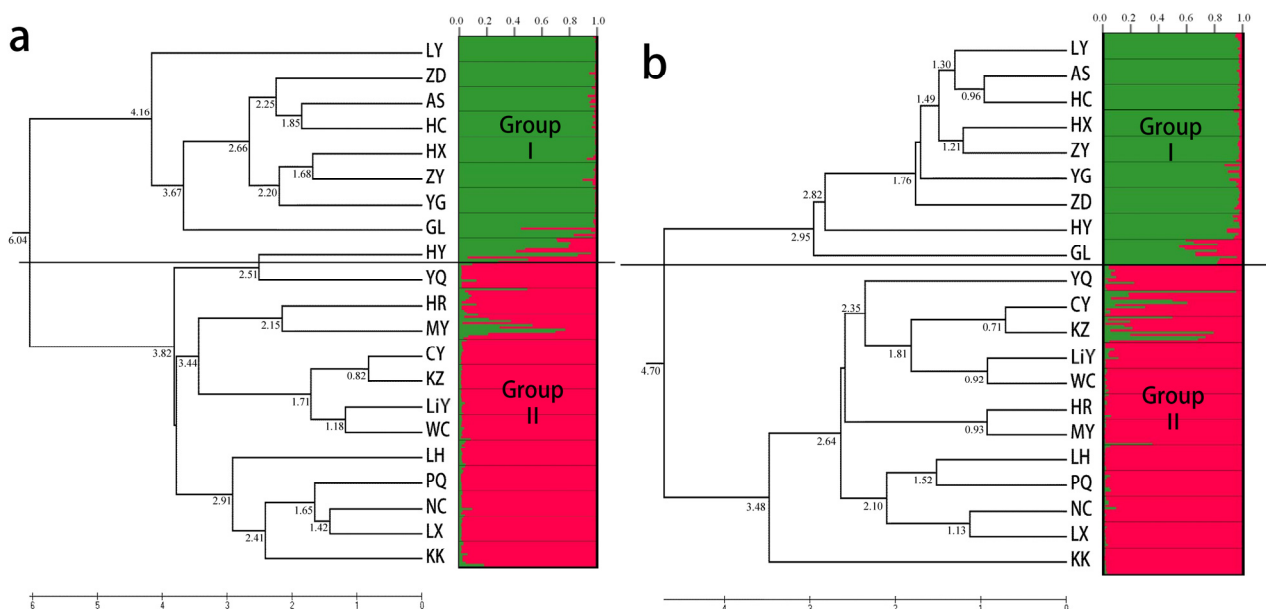 a
0.0 0.2 0.4 0.6 0.8 1.0
LY
ZD
AS
HC
HX
ZY
YG
GL
HY
YQ
HR
MY
CY
KZ
LiY
WC
LH
PQ
NC
LX
KK
4.16
2.25
1.85
2.66
1.68
2.20
3.67
6.04
2.51
2.15
3.82
3.44
0.82
1.71
1.18
2.91
1.65
1.42
2.41
Group
I
Group
II
6 5 4 3 2 1 0
b
0.0 0.2 0.4 0.6 0.8 1.0
LY
AS
HC
HX
ZY
YG
ZD
HY
GL
YQ
CY
KZ
LiY
WC
HR
MY
LH
PQ
NC
LX
KK
1.30
0.96
1.49
1.21
1.76
2.82
2.95
2.35
0.71
1.81
4.70
0.92
0.93
2.64
1.52
2.10
3.48
1.13
Group
I
Group
II
4 3 2 1 0